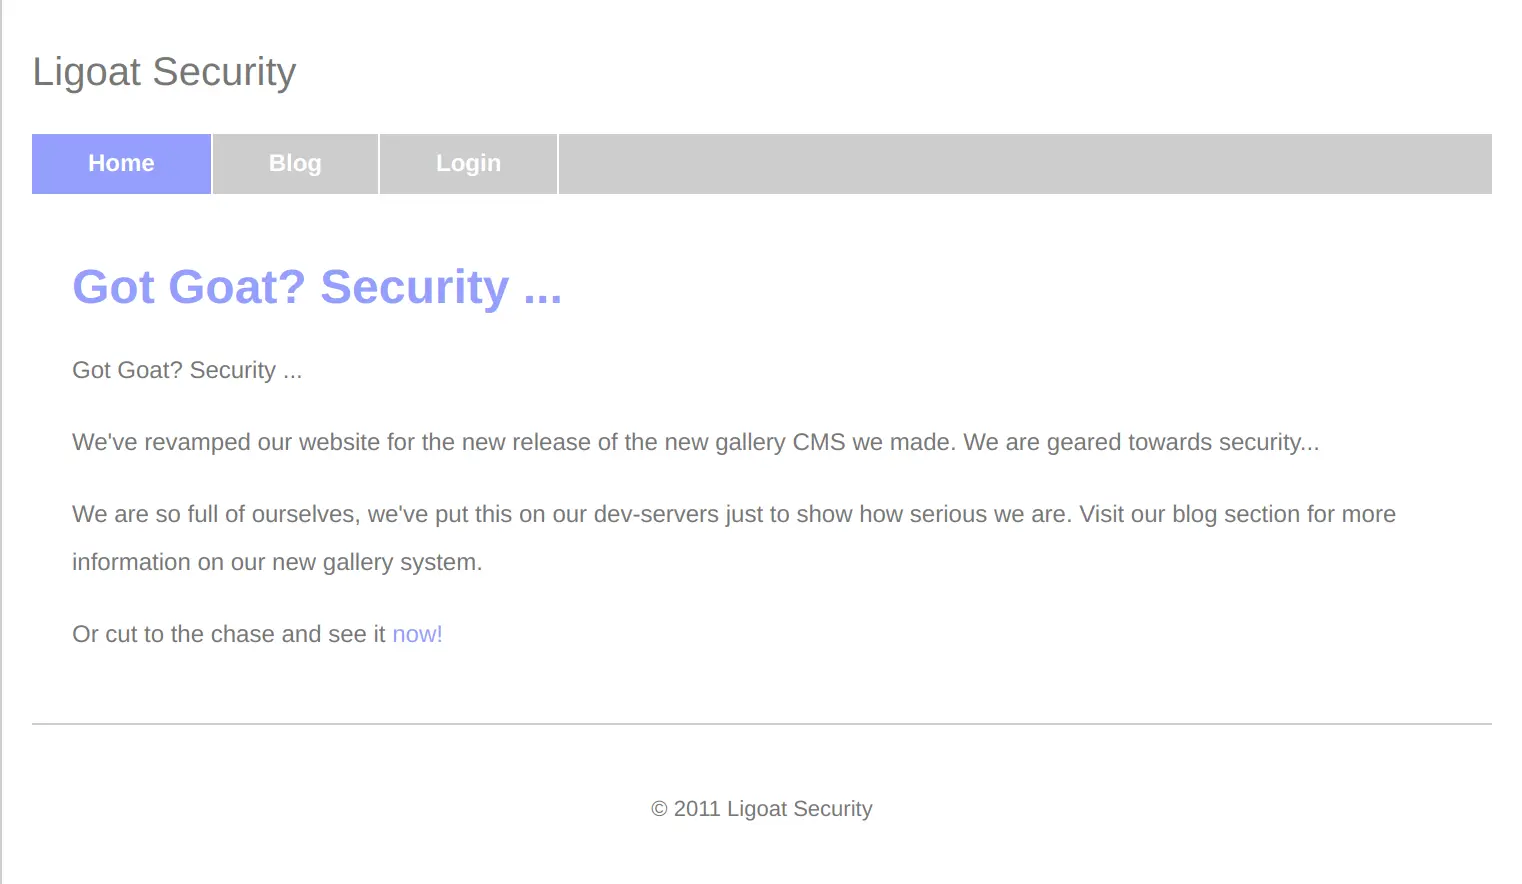 Ligoat Security
Home Blog Login
Got Goat? Security ...
Got Goat? Security ...
We've revamped our website for the new release of the new gallery CMS we made. We are geared towards security...
We are so full of ourselves, we've put this on our dev-servers just to show how serious we are. Visit our blog section for more
information on our new gallery system.
Or cut to the chase and see it now!
© 2011 Ligoat Security